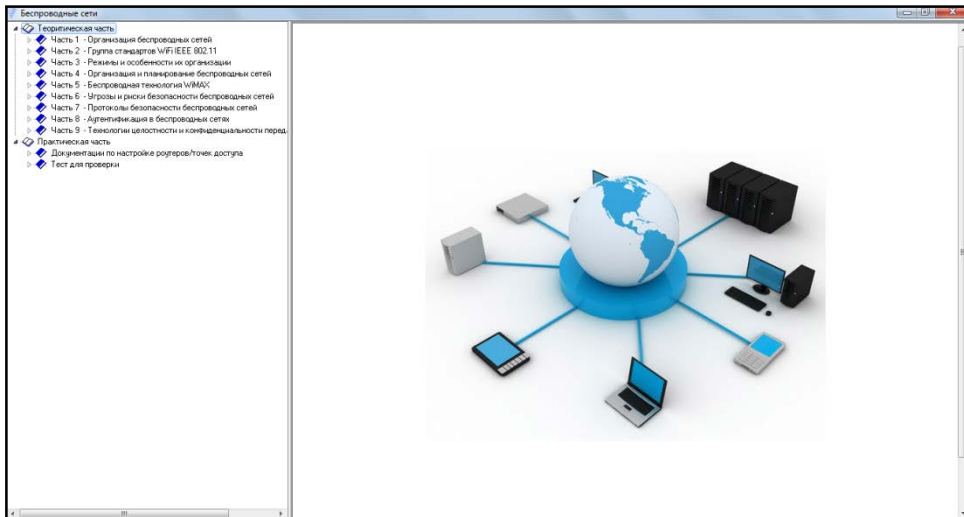 Беспроводные сети
Теоритическая часть
Часть 1 - Организация беспроводных сетей
Часть 2 - Группа стандартов WiFi IEEE 802.11
Часть 3 - Режимы и особенности их организации
Часть 4 - Организация и планирование беспроводных сетей
Часть 5 - Беспроводная технология WiMAX
Часть 6 - Угрозы и риски безопасности беспроводных сетей
Часть 7 - Протоколы безопасности беспроводных сетей
Часть 8 - Аутентификация в беспроводных сетях
Часть 9 - Технологии целостности и конфиденциальности перед
Практическая часть
Документации по настройке роутеров/точек доступа
Тест для проверки